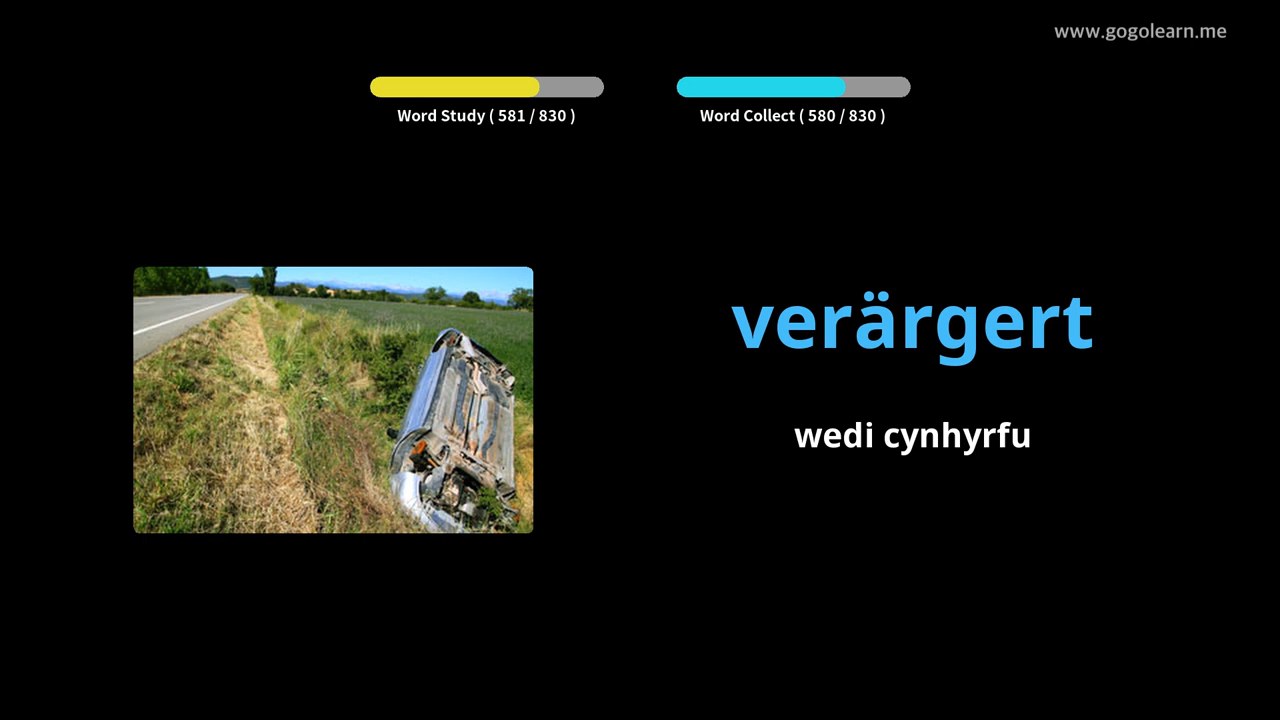 www.gogolearn.me
Word Study ( 581 / 830 )
Word Collect ( 580 / 830 )
verärgert
wedi cynhyrfu